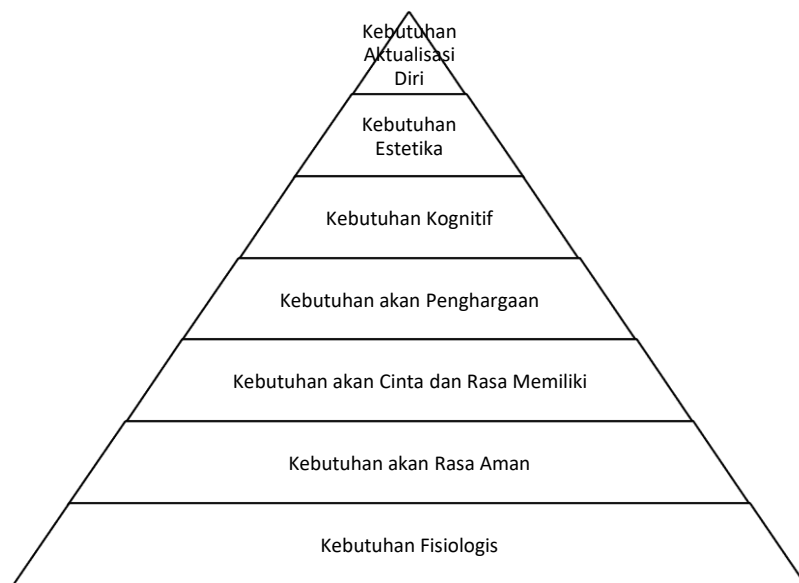 Kebutuhan
Aktualisasi
Diri
Kebutuhan
Estetika
Kebutuhan Kognitif
Kebutuhan akan Penghargaan
Kebutuhan akan Cinta dan Rasa Memiliki
Kebutuhan akan Rasa Aman
Kebutuhan Fisiologis